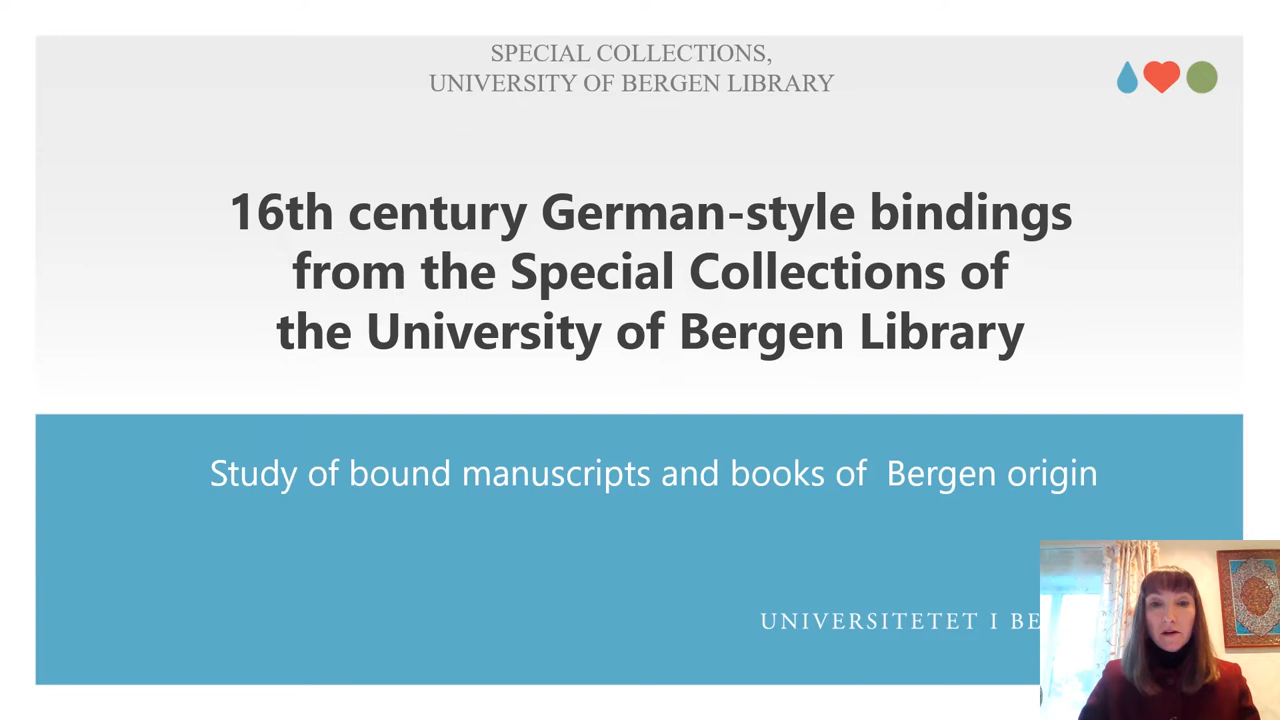 SPECIAL COLLECTIONS,
UNIVERSITY OF BERGEN LIBRARY
16th century German-style bindings
from the Special Collections of
the University of Bergen Library
Study of bound manuscripts and books of  Bergen origin
UNIVERSITETET I BE